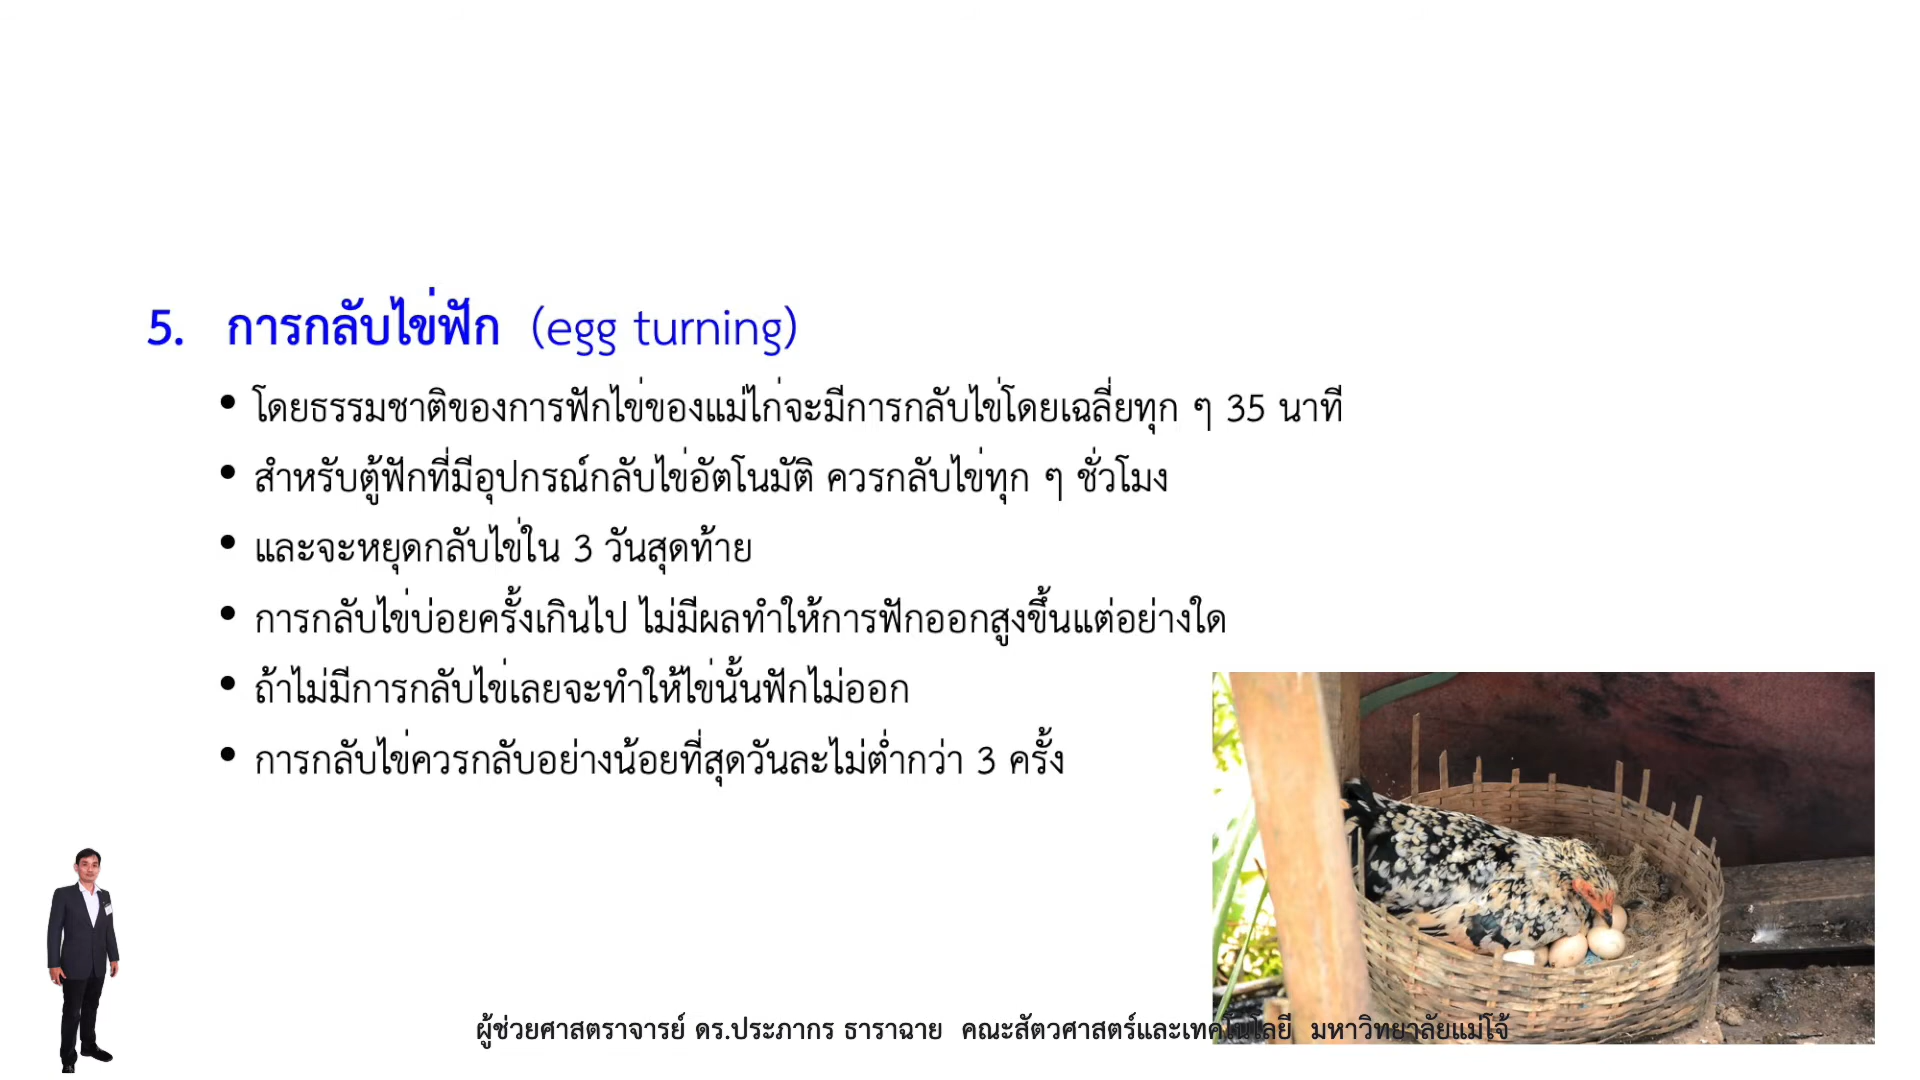 5. การกลับไข่ฟัก (egg turning)
• โดยธรรมชาติของการฟักไข่ของแม่ไก่จะมีการกลับไข่โดยเฉลี่ยทุก ๆ 35 นาที
• สำหรับตู้ฟักที่มีอุปกรณ์กลับไข่อัตโนมัติ ควรกลับไข่ทุก ๆ ชั่วโมง
• และจะหยุดกลับไข่ใน 3 วันสุดท้าย
• การกลับไข่บ่อยครั้งเกินไป ไม่มีผลทำให้การฟักออกสูงขึ้นแต่อย่างใด
• ถ้าไม่มีการกลับไข่เลยจะทำให้ไข่นั้นฟักไม่ออก
• การกลับไข่ควรกลับอย่างน้อยที่สุดวันละไม่ต่ำกว่า 3 ครั้ง
ผู้ช่วยศาสตราจารย์ ดร.ประภากร ธาราฉาย คณะสัตวศาสตร์และเทคโนโลยี มหาวิทยาลัยแม่โจ้